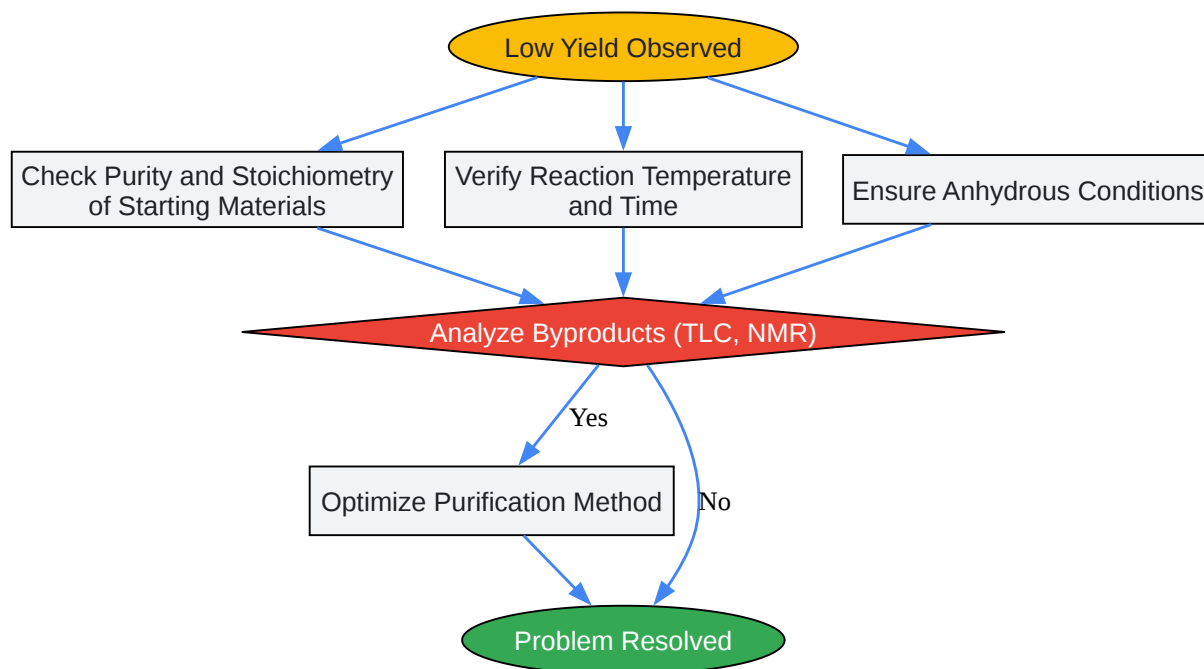 Low Yield Observed
Check Purity and Stoichiometry
of Starting Materials
Verify Reaction Temperature
and Time
Ensure Anhydrous Conditions
Analyze Byproducts (TLC, NMR)
Yes
Optimize Purification Method
No
Problem Resolved